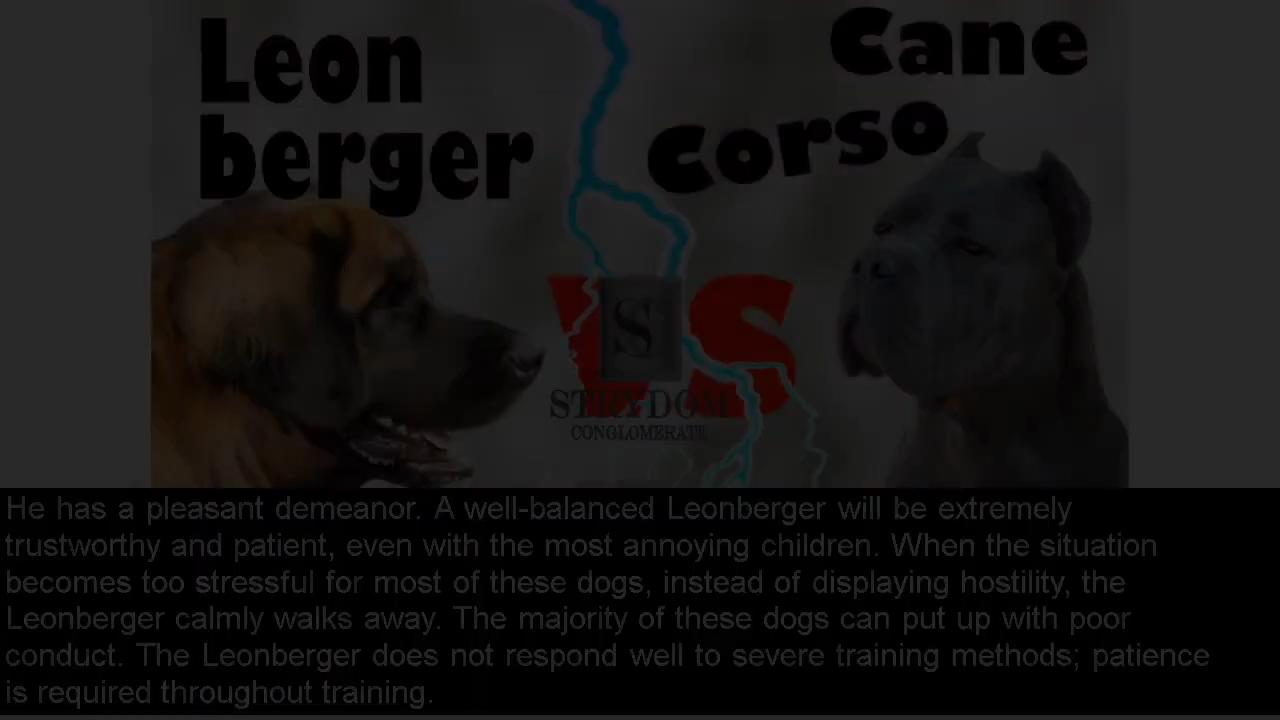 Leon
berger
Cane
Corso
VS
S
STRYDOM
CONGLOMERATE
He has a pleasant demeanor. A well-balanced Leonberger will be extremely
trustworthy and patient, even with the most annoying children. When the situation
becomes too stressful for most of these dogs, instead of displaying hostility, the
Leonberger calmly walks away. The majority of these dogs can put up with poor
conduct. The Leonberger does not respond well to severe training methods; patience
is required throughout training.